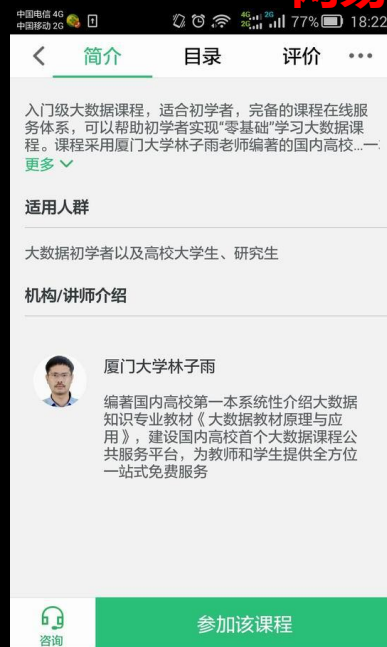 中国电信 4G
中国移动 2G
4G 2G 77% 18:22
简介 目录 评价
入门级大数据课程，适合初学者，完备的课程在线服
务体系，可以帮助初学者实现“零基础”学习大数据课
程。课程采用厦门大学林子雨老师编著的国内高校...一
更多
适用人群
大数据初学者以及高校大学生、研究生
机构/讲师介绍
厦门大学林子雨
编著国内高校第一本系统性介绍大数据
知识专业教材《大数据教材原理与应
用》，建设国内高校首个大数据课程公
共服务平台，为教师和学生提供全方位
一站式免费服务
咨询
参加该课程